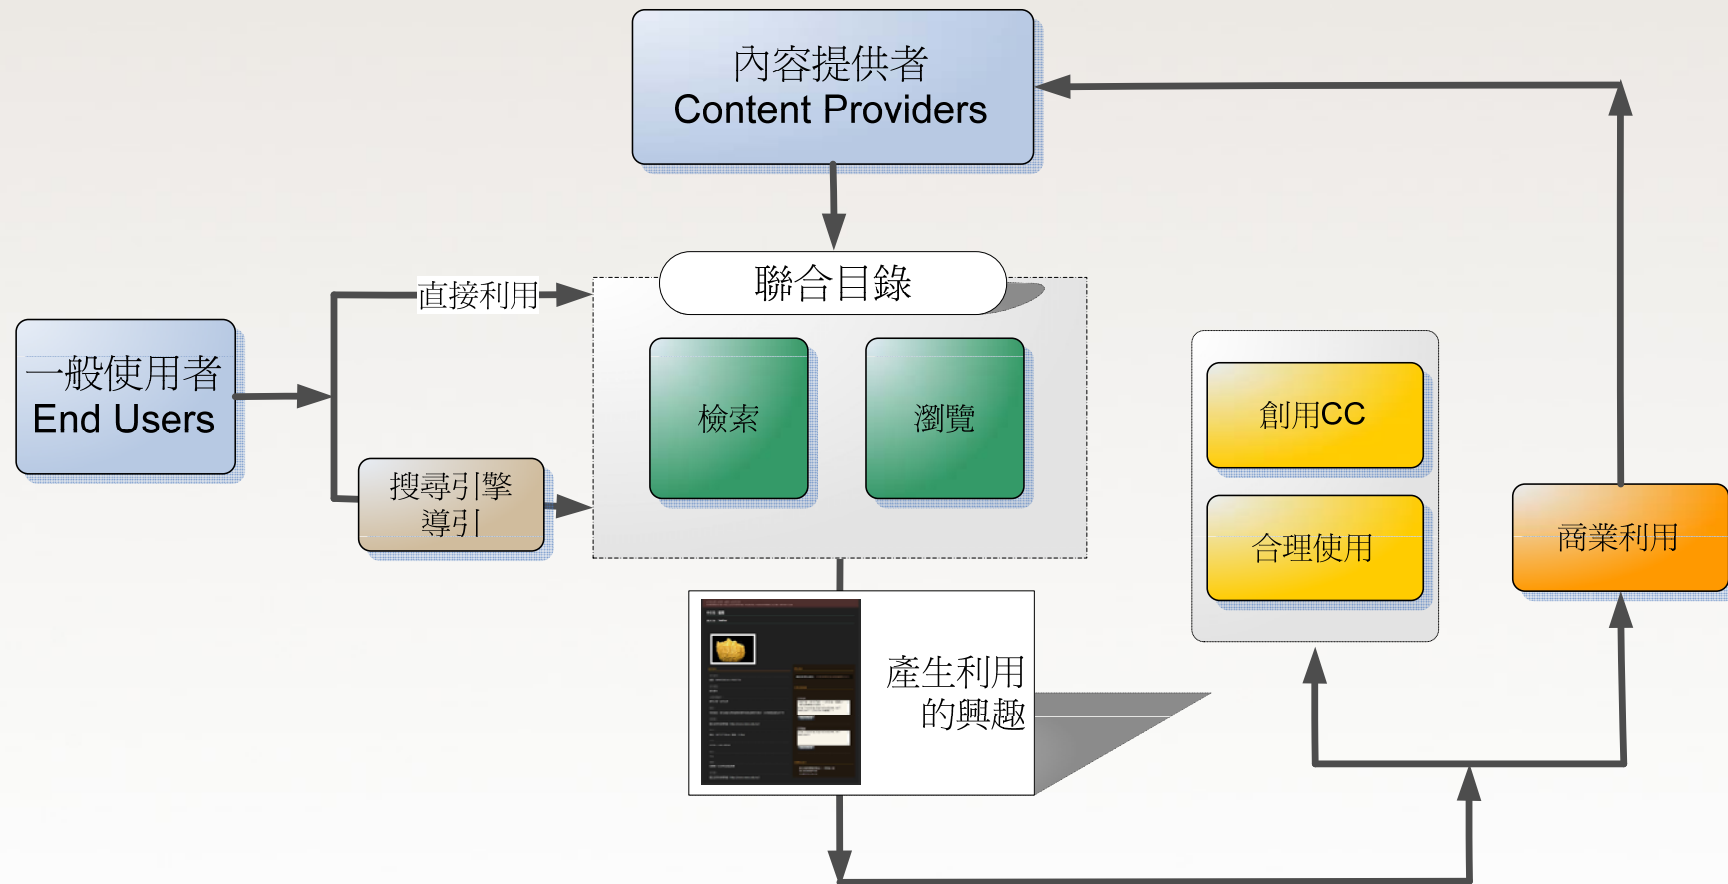 內容提供者
Content Providers
聯合目錄
直接利用
一般使用者
End Users
搜尋引擎
導引
檢索
瀏覽
創用CC
合理使用
商業利用
產生利用
的興趣